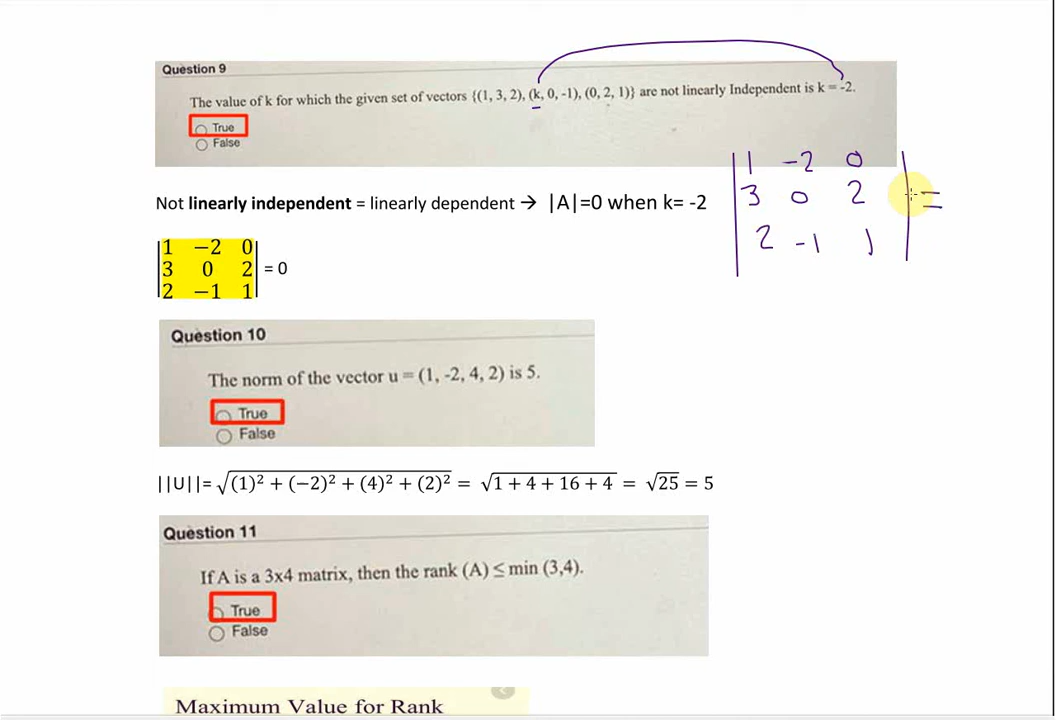 Question 9
The value of k for which the given set of vectors {(1, 3, 2), (k, 0, -1), (0, 2, 1)} are not linearly Independent is k = -2.
True
False
1 -2 0
3 0 2 =
2 -1 1
Not linearly independent = linearly dependent → |A|=0 when k= -2
|1 −2 0|
|3 0 2| = 0
|2 −1 1|
Question 10
The norm of the vector u = (1, -2, 4, 2) is 5.
True
False
||U||= √(1)² + (−2)² + (4)² + (2)² = √1 + 4 + 16 + 4 = √25 = 5
Question 11
If A is a 3x4 matrix, then the rank (A) ≤ min (3,4).
True
False
Maximum Value for Rank